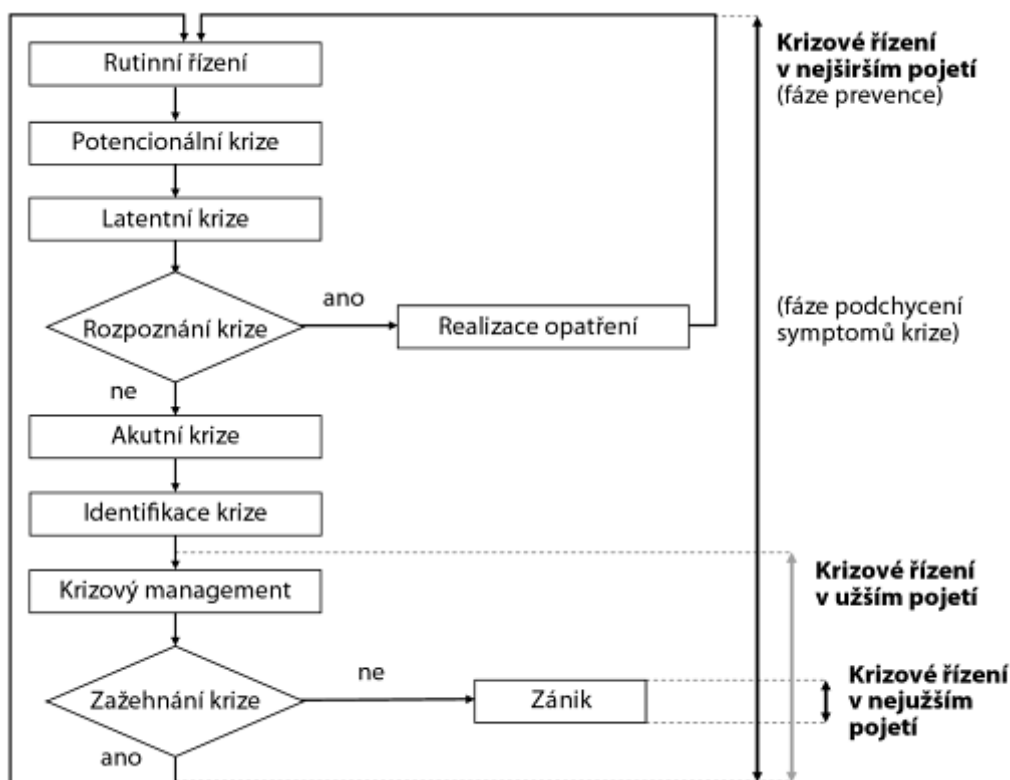 Rutinní řízení
Krizové řízení
v nejširším pojetí
(fáze prevence)
Potencionální krize
Latentní krize
Rozpoznání krize
ano
Realizace opatření
(fáze podchycení
symptomů krize)
ne
Akutní krize
Identifikace krize
Krizový management
Krizové řízení
v užším pojetí
Zažehnání krize
ne
Zánik
Krizové řízení
v nejužším
pojetí
ano